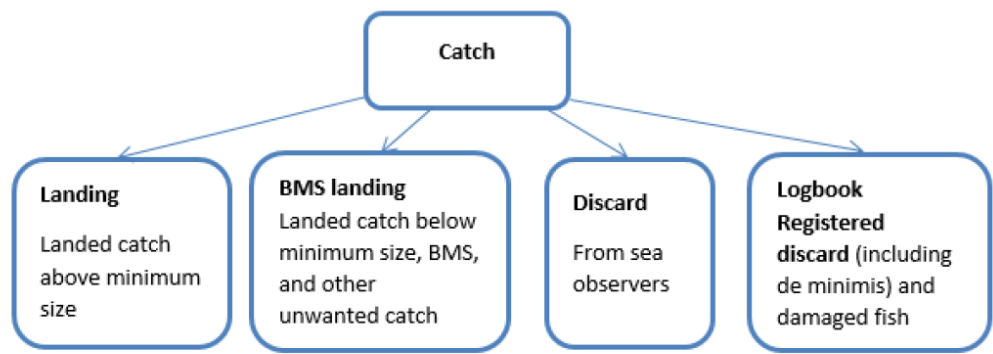 Catch
Landing
Landed catch
above minimum
size
BMS landing
Landed catch below
minimum size, BMS,
and other
unwanted catch
Discard
From sea
observers
Logbook
Registered
discard (including
de minimis) and
damaged fish